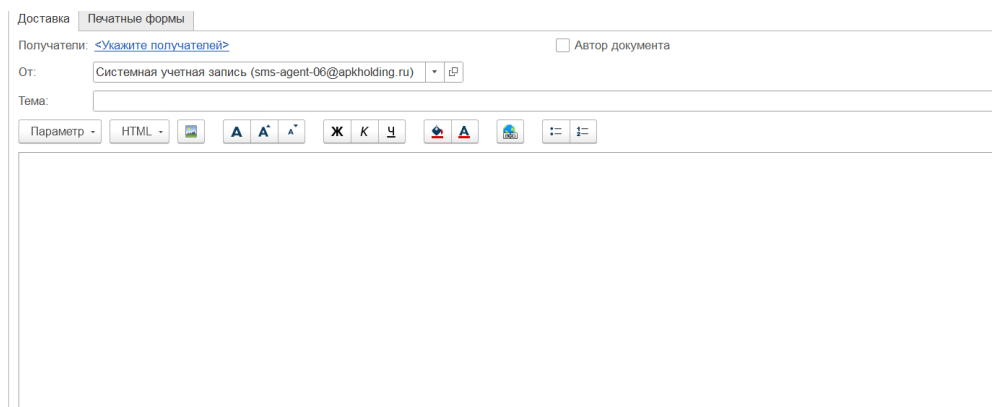 Доставка Печатные формы
Получатели: <Укажите получателей> Автор документа
От: Системная учетная запись (sms-agent-06@apkholding.ru)
Тема:
Параметр HTML А А А Ж К Ч А